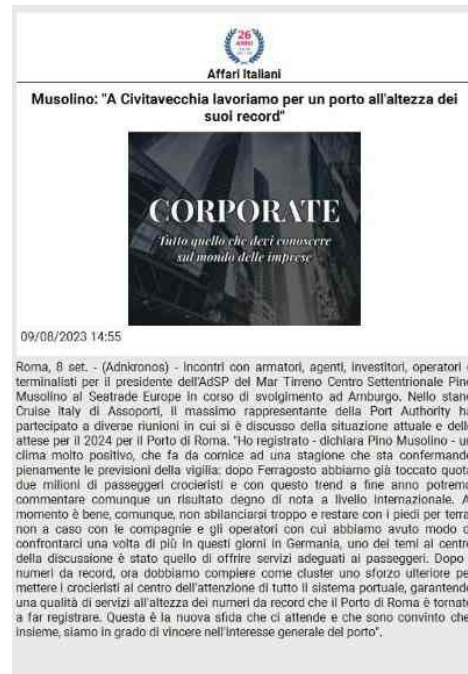 26
ANNI
Affari Italiani
Musolino: "A Civitavecchia lavoriamo per un porto all'altezza dei
suoi record"
CORPORATE
Tutto quello che devi conoscere
sul mondo delle imprese
09/08/2023 14:55
Roma, 8 set. - (Adnkronos) - Incontri con armatori, agenti, investitori, operatori
terminalisti per il presidente dell'AdSP del Mar Tirreno Centro Settentrionale Pino
Musolino al Seatrade Europe in corso di svolgimento ad Amburgo. Nello stand
Cruise Italy di Assoporti, il massimo rappresentante della Port Authority ha
partecipato a diverse riunioni in cui si è discusso della situazione attuale e delle
attese per il 2024 per il Porto di Roma. "Ho registrato - dichiara Pino Musolino - un
clima molto positivo, che fa da cornice ad una stagione che sta confermando
pienamente le previsioni della vigilia: dopo Ferragosto abbiamo già toccato quota
due milioni di passeggeri crocieristi e con questo trend a fine anno potremo
commentare comunque un risultato degno di nota a livello internazionale. A
momento è bene, comunque, non sbilanciarsi troppo e restare con i piedi per terra,
non a caso con le compagnie e gli operatori con cui abbiamo avuto modo di
confrontarci una volta di più in questi giorni in Germania, uno dei temi al centro
della discussione è stato quello di offrire servizi adeguati ai passeggeri. Dopo i
numeri da record, ora dobbiamo compiere come cluster uno sforzo ulteriore per
mettere i crocieristi al centro dell'attenzione di tutto il sistema portuale, garantendo
una qualità di servizi all'altezza dei numeri da record che il Porto di Roma è tornato
a far registrare. Questa è la nuova sfida che ci attende e che sono convinto che,
insieme, siamo in grado di vincere nell'interesse generale del porto".